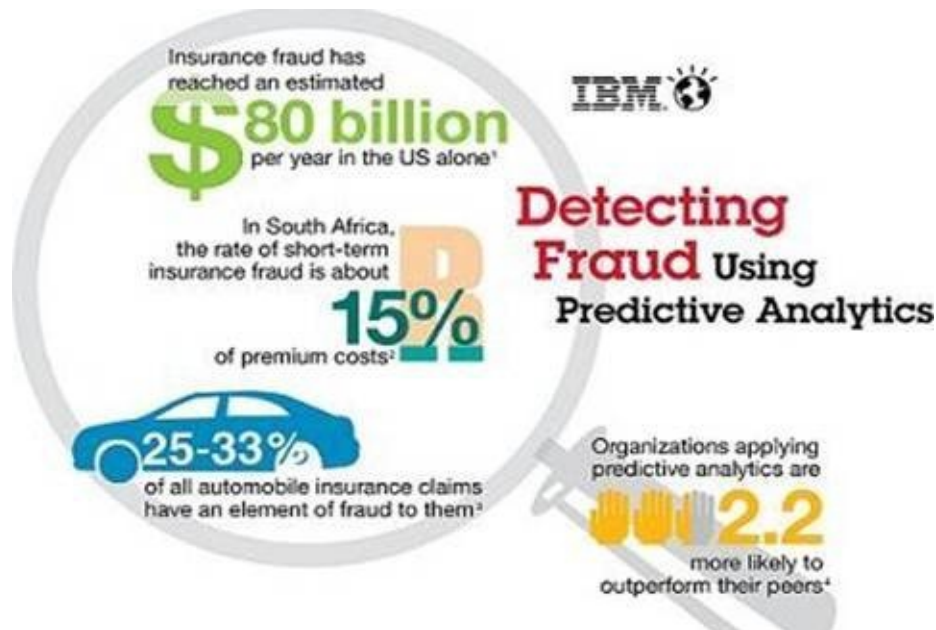 Insurance fraud has
reached an estimated
$80 billion
per year in the US alone¹
IBM
Detecting
Fraud Using
Predictive Analytics
In South Africa,
the rate of short-term
insurance fraud is about
R
15%
of premium costs²
25-33%
of all automobile insurance claims
have an element of fraud to them³
Organizations applying
predictive analytics are
2.2
more likely to
outperform their peers⁴